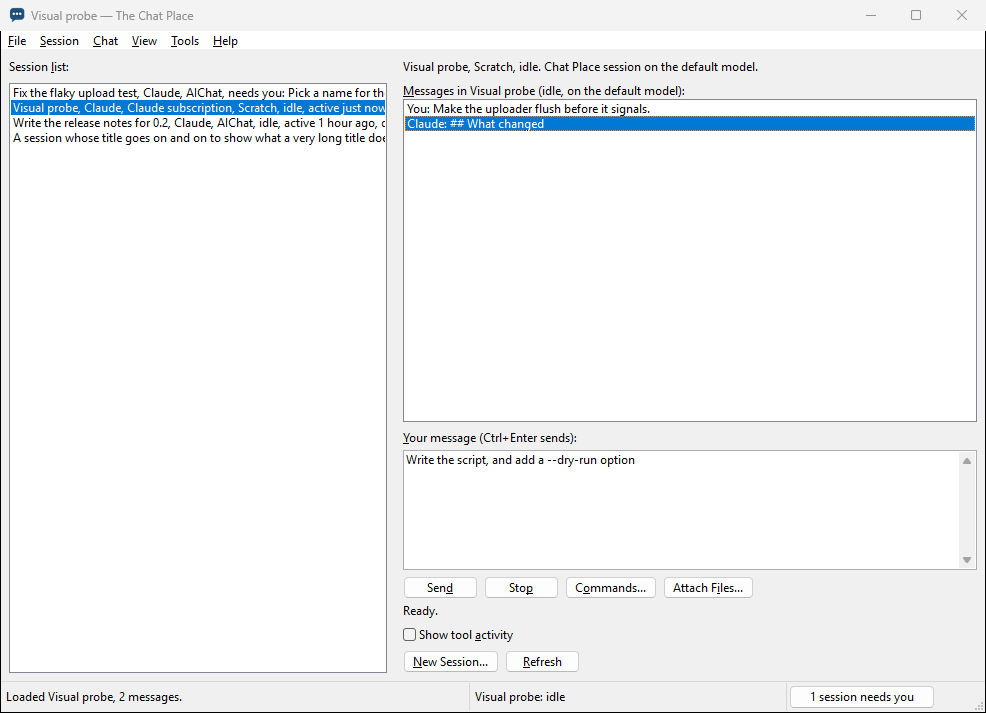 Visual probe — The Chat Place
File Session Chat View Tools Help
Session list:
Fix the flaky upload test, Claude, AIChat, needs you: Pick a name for th
Visual probe, Claude, Claude subscription, Scratch, idle, active just now
Write the release notes for 0.2, Claude, AIChat, idle, active 1 hour ago, c
A session whose title goes on and on to show what a very long title doe
Visual probe, Scratch, idle. Chat Place session on the default model.
Messages in Visual probe (idle, on the default model):
You: Make the uploader flush before it signals.
Claude: ## What changed
Your message (Ctrl+Enter sends):
Write the script, and add a --dry-run option
Send Stop Commands... Attach Files...
Ready.
Show tool activity
New Session... Refresh
Loaded Visual probe, 2 messages. Visual probe: idle 1 session needs you